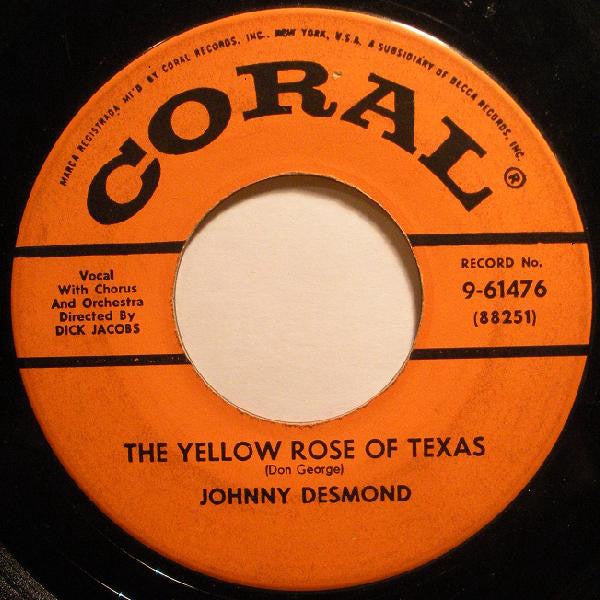 MARCA REGISTRADA MF'D BY CORAL RECORDS, INC., NEW YORK, U.S.A. A SUBSIDIARY OF DECCA RECORDS, INC.
CORAL®
Vocal
With Chorus
And Orchestra
Directed By
DICK JACOBS
RECORD No.
9-61476
(88251)
THE YELLOW ROSE OF TEXAS
(Don George)
JOHNNY DESMOND